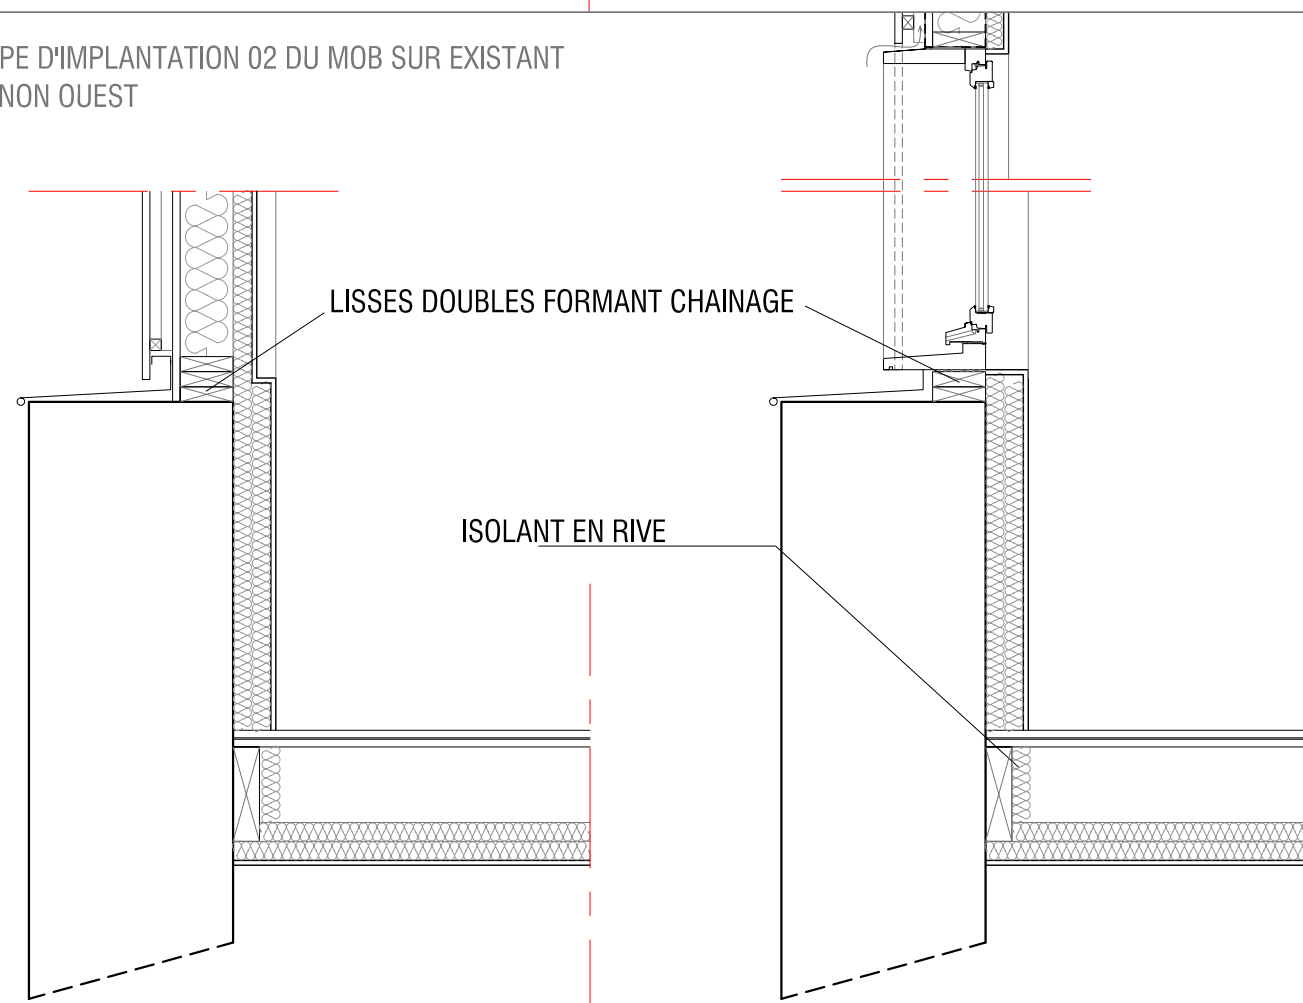 PE D'IMPLANTATION 02 DU MOB SUR EXISTANT
NON OUEST
LISSES DOUBLES FORMANT CHAINAGE
ISOLANT EN RIVE